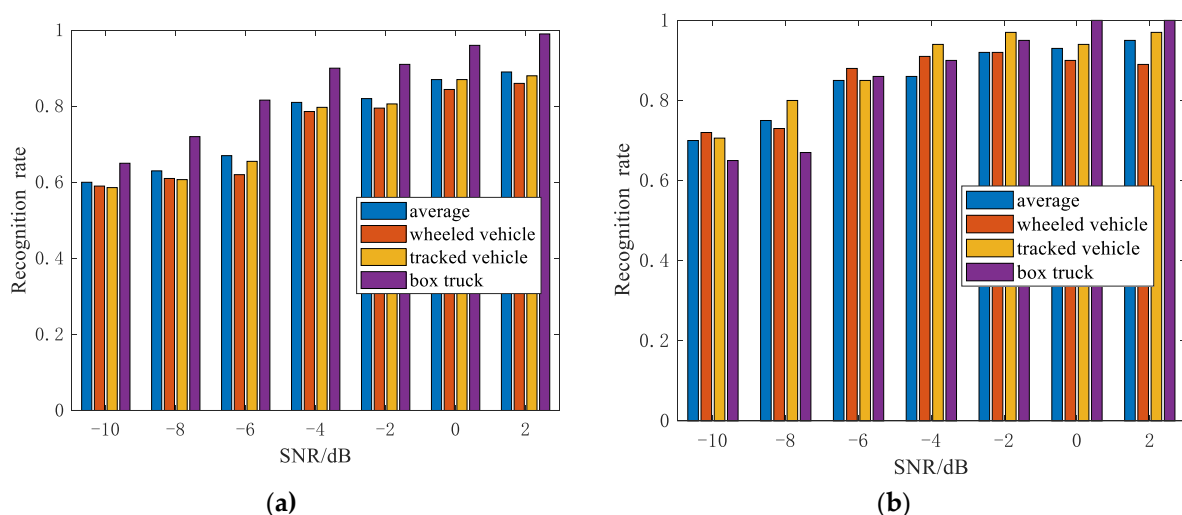 1
0.8
0.6
0.4
0.2
0
Recognition rate
average
wheeled vehicle
tracked vehicle
box truck
-10 -8 -6 -4 -2 0 2
SNR/dB
(a)
1
0.8
0.6
0.4
0.2
0
Recognition rate
average
wheeled vehicle
tracked vehicle
box truck
-10 -8 -6 -4 -2 0 2
SNR/dB
(b)